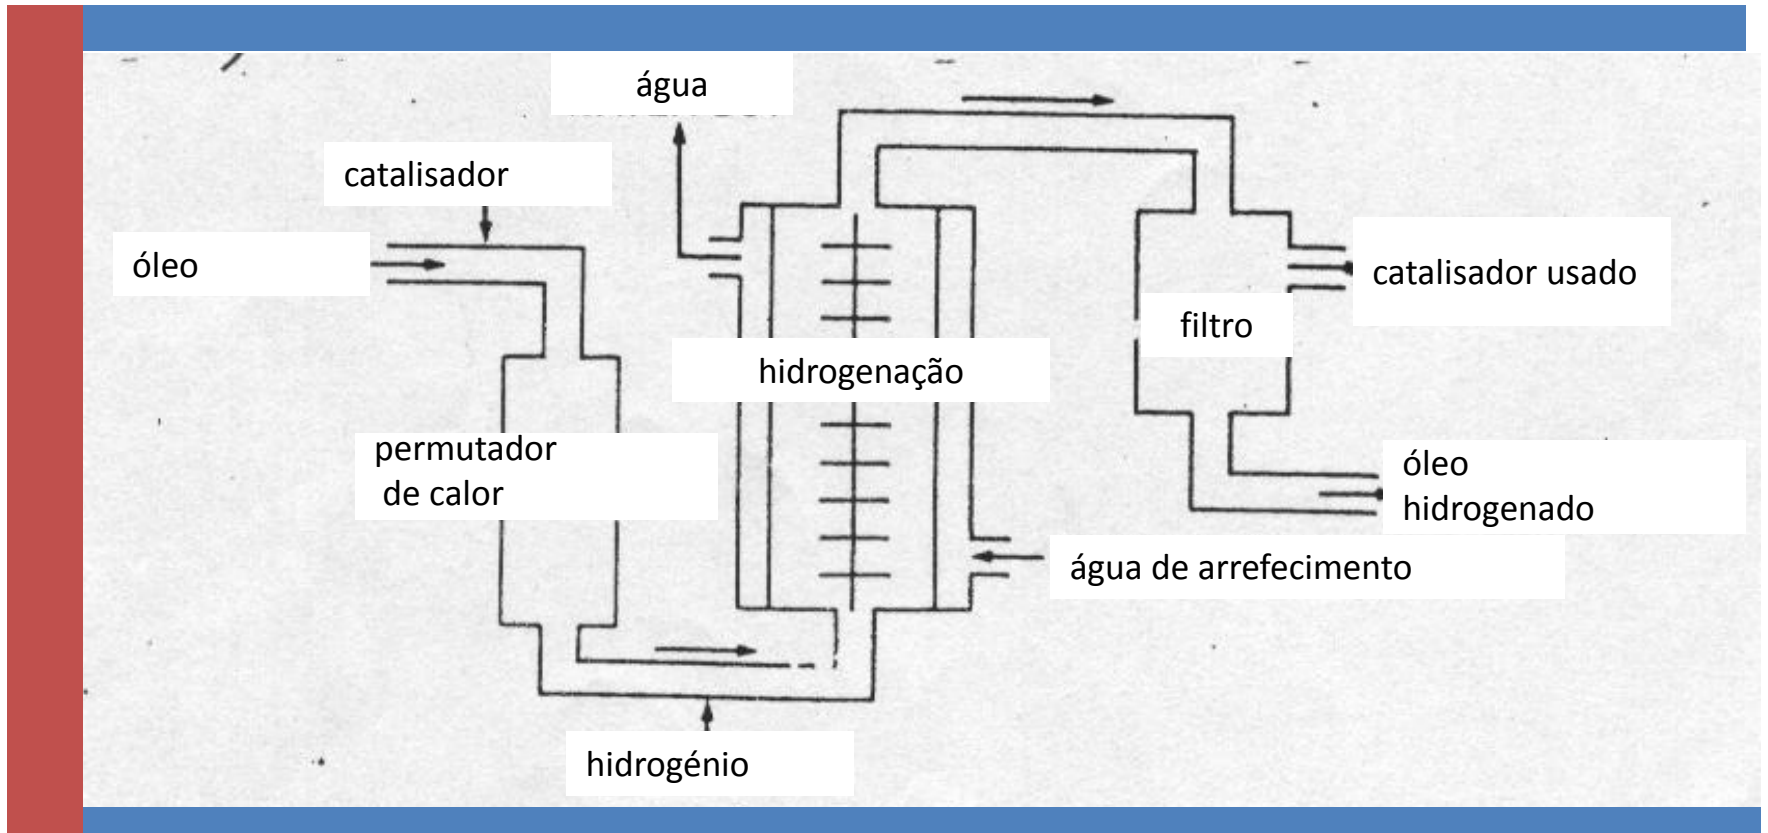 água
catalisador
óleo
catalisador usado
filtro
hidrogenação
permutador
de calor
óleo
hidrogenado
água de arrefecimento
hidrogénio